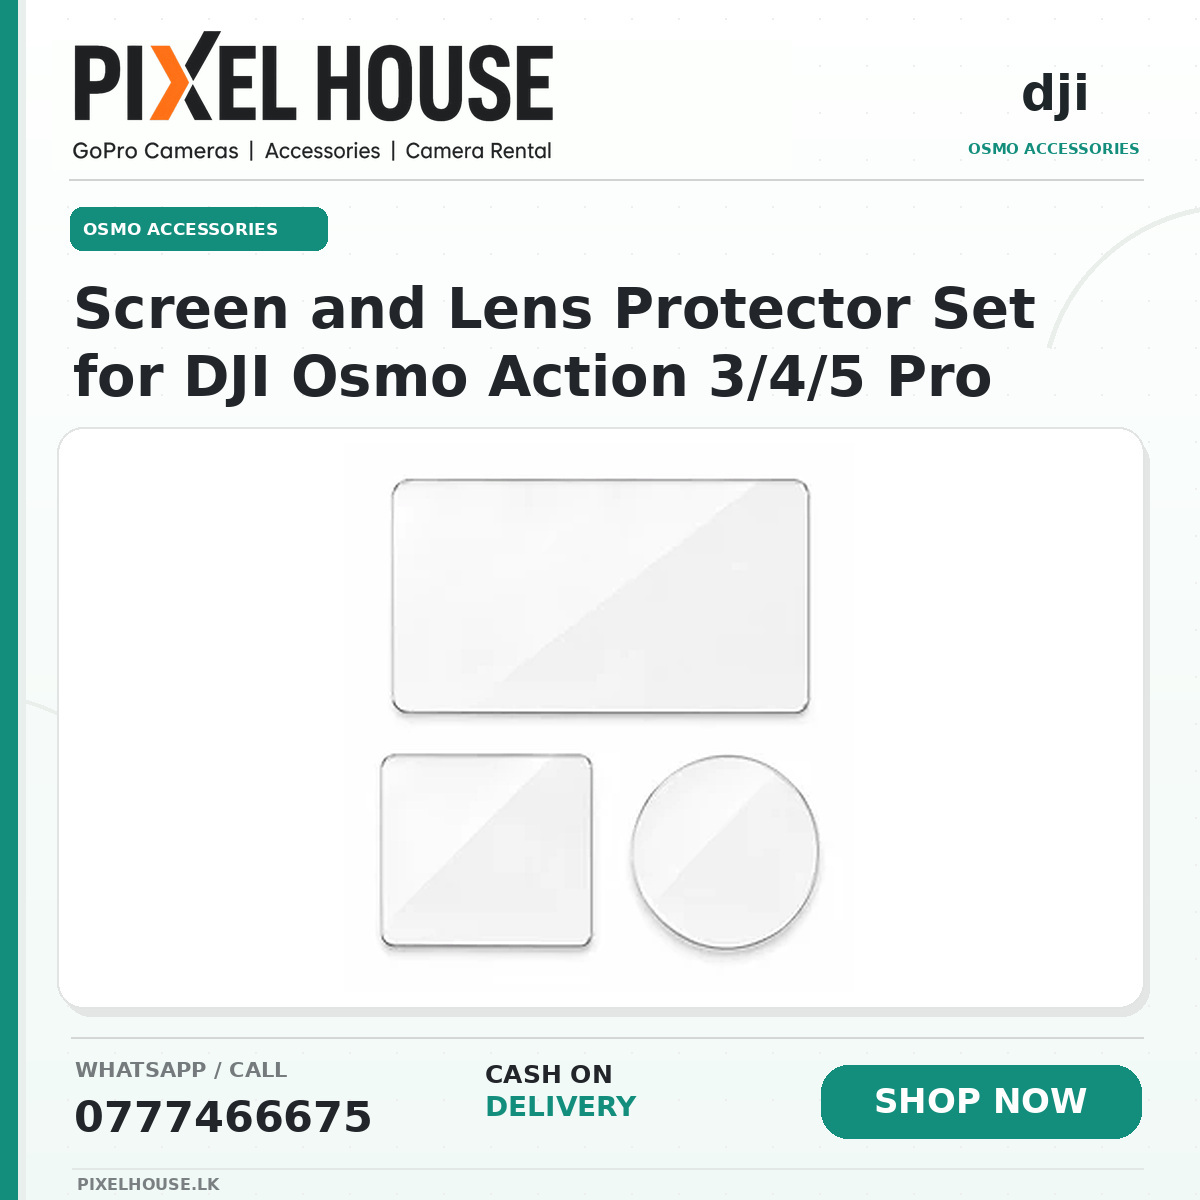 PIXEL HOUSE
GoPro Cameras | Accessories | Camera Rental
dji
OSMO ACCESSORIES
OSMO ACCESSORIES
Screen and Lens Protector Set
for DJI Osmo Action 3/4/5 Pro
WHATSAPP / CALL
0777466675
CASH ON
DELIVERY
SHOP NOW
PIXELHOUSE.LK